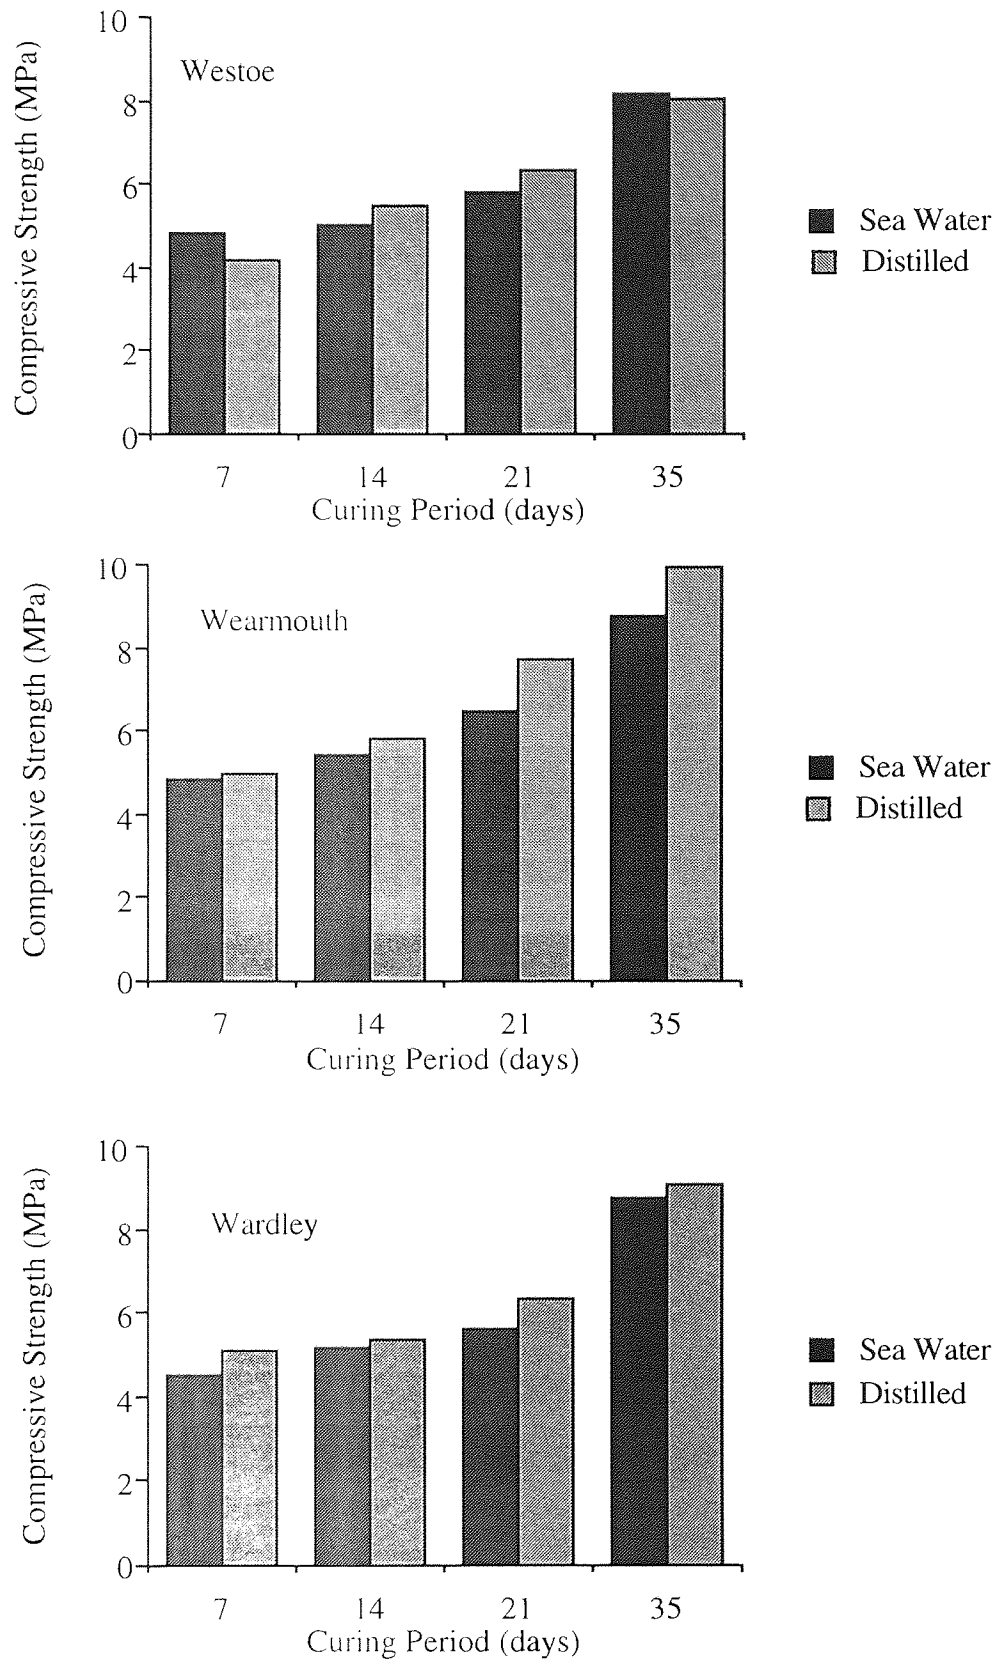 Compressive Strength (MPa)
10
8
6
4
2
0
Westoe
7 14 21 35
Curing Period (days)
Sea Water
Distilled
Compressive Strength (MPa)
10
8
6
4
2
0
Wearmouth
7 14 21 35
Curing Period (days)
Sea Water
Distilled
Compressive Strength (MPa)
10
8
6
4
2
0
Wardley
7 14 21 35
Curing Period (days)
Sea Water
Distilled